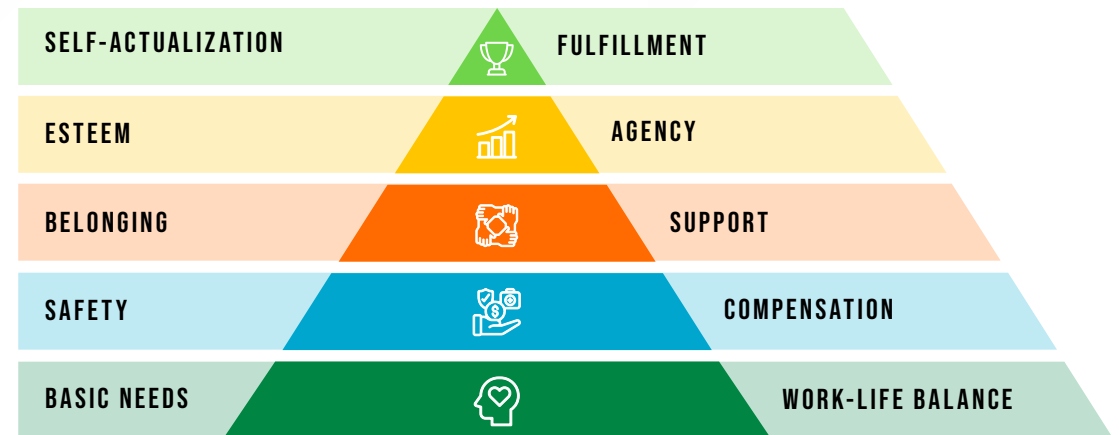 SELF-ACTUALIZATION
FULFILLMENT
ESTEEM
AGENCY
BELONGING
SUPPORT
SAFETY
COMPENSATION
BASIC NEEDS
WORK-LIFE BALANCE
$